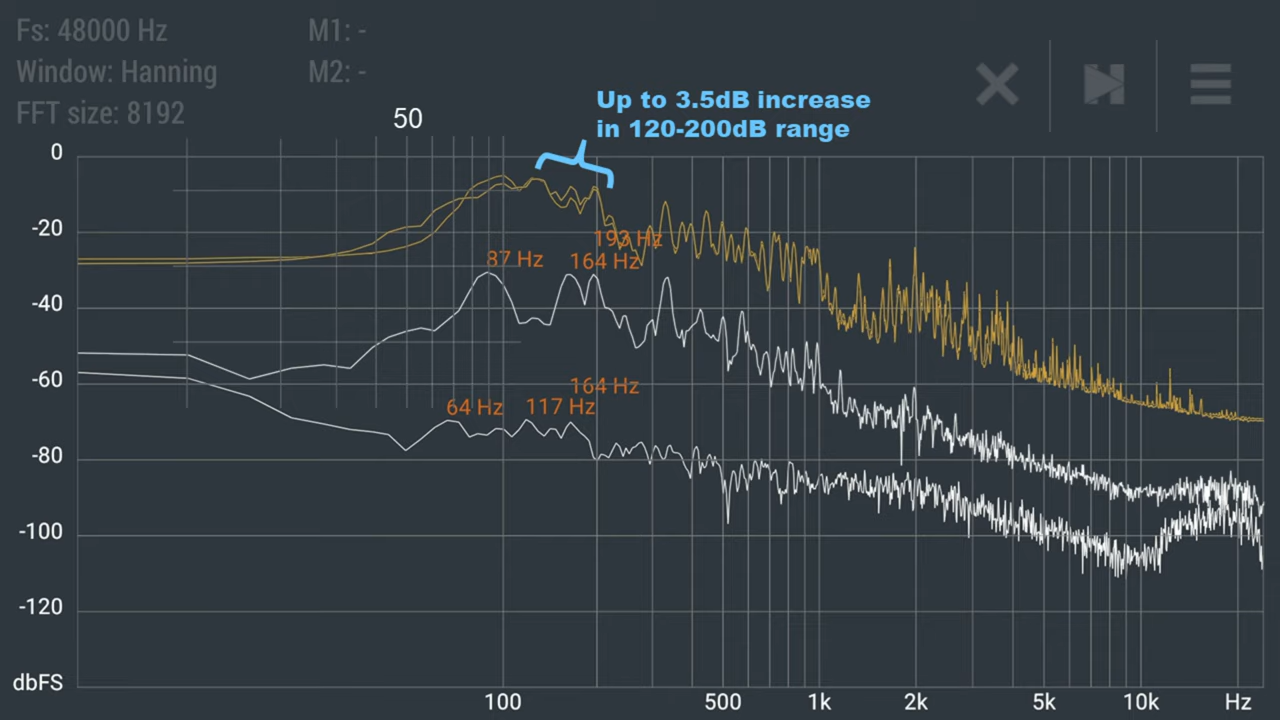 Fs: 48000 Hz
M1: -
Window: Hanning
M2: -
FFT size: 8192
50
Up to 3.5dB increase
in 120-200dB range
0
-20
-40
-60
-80
-100
-120
dbFS
193 Hz
87 Hz
164 Hz
164 Hz
64 Hz
117 Hz
100
500
1k
2k
5k
10k
Hz